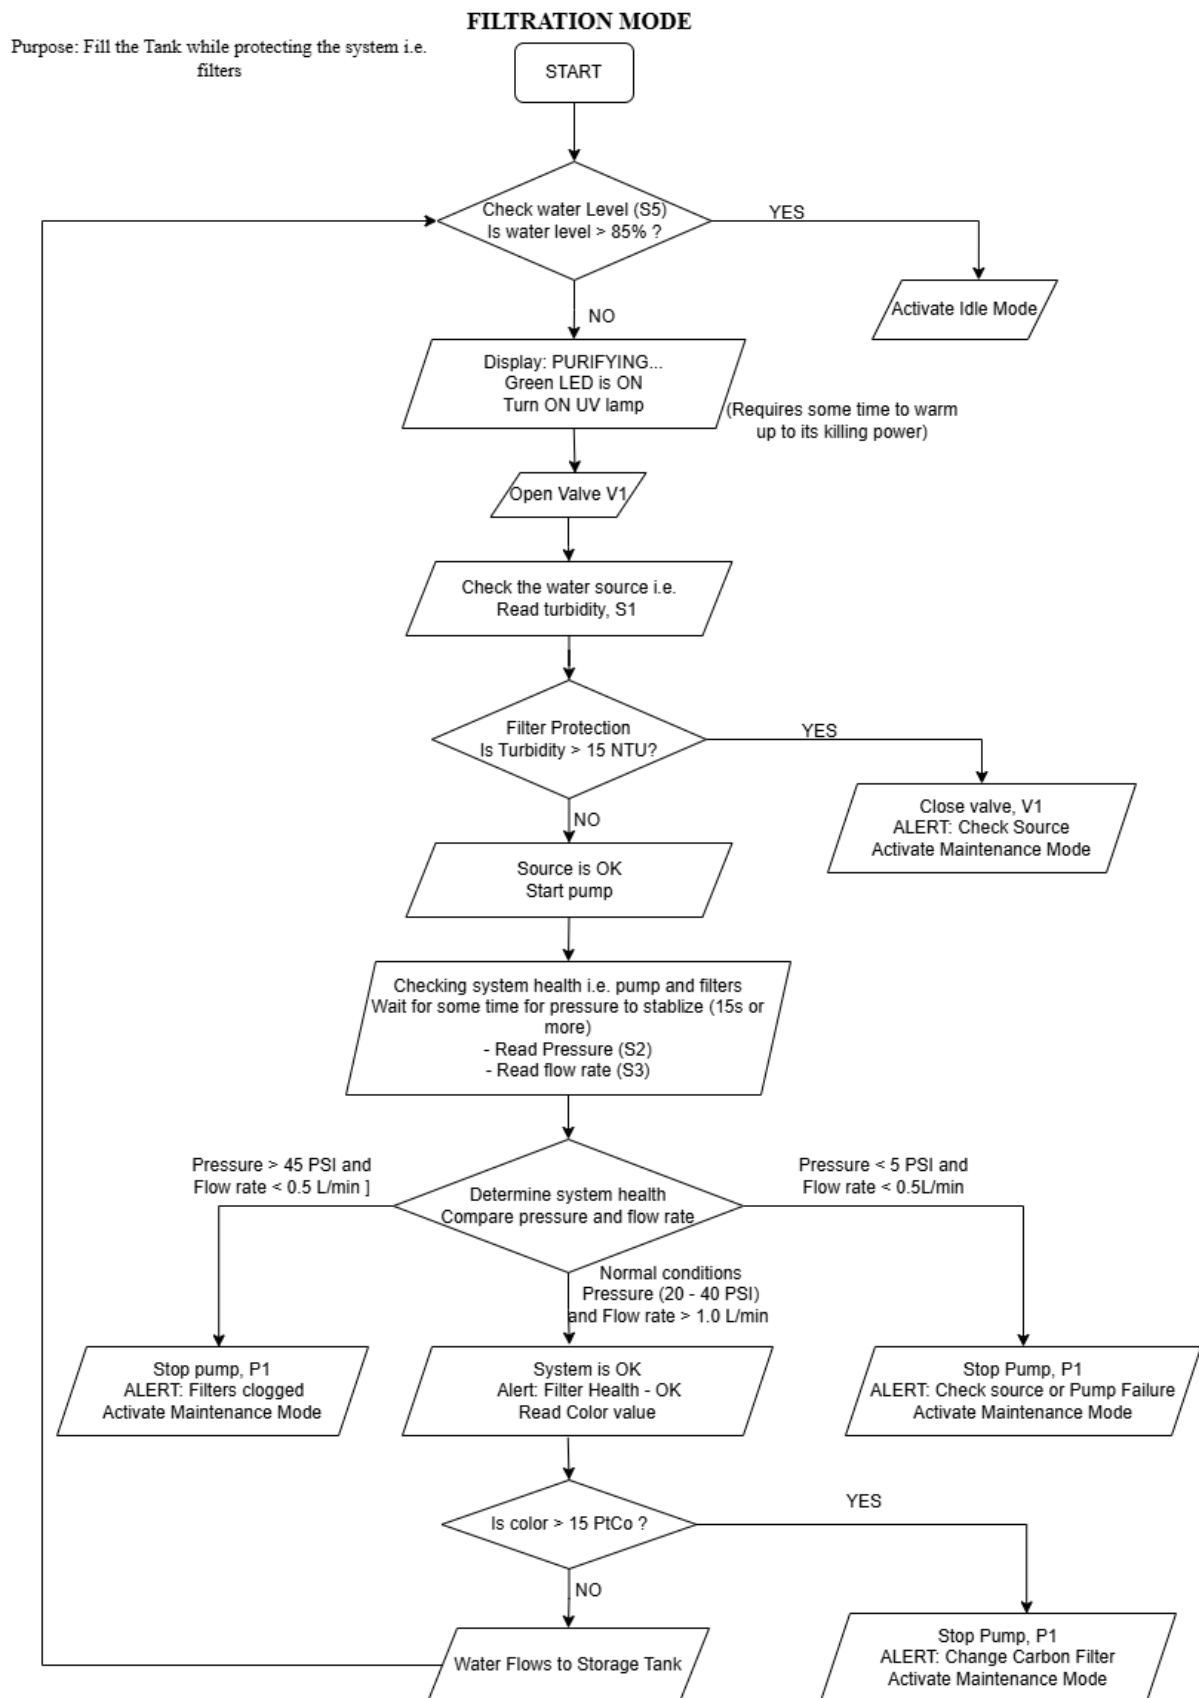 FILTRATION MODE
Purpose: Fill the Tank while protecting the system i.e.
filters
START
Check water Level (S5)
Is water level > 85% ?
YES
Activate Idle Mode
NO
Display: PURIFYING...
Green LED is ON
Turn ON UV lamp
(Requires some time to warm
up to its killing power)
Open Valve V1
Check the water source i.e.
Read turbidity, S1
Filter Protection
Is Turbidity > 15 NTU?
YES
Close valve, V1
ALERT: Check Source
Activate Maintenance Mode
NO
Source is OK
Start pump
Checking system health i.e. pump and filters
Wait for some time for pressure to stablize (15s or
more)
- Read Pressure (S2)
- Read flow rate (S3)
Pressure > 45 PSI and
Flow rate < 0.5 L/min ]
Determine system health
Compare pressure and flow rate
Pressure < 5 PSI and
Flow rate < 0.5L/min
Normal conditions
Pressure (20 - 40 PSI)
and Flow rate > 1.0 L/min
Stop pump, P1
ALERT: Filters clogged
Activate Maintenance Mode
System is OK
Alert: Filter Health - OK
Read Color value
Stop Pump, P1
ALERT: Check source or Pump Failure
Activate Maintenance Mode
Is color > 15 PtCo ?
YES
NO
Water Flows to Storage Tank
Stop Pump, P1
ALERT: Change Carbon Filter
Activate Maintenance Mode